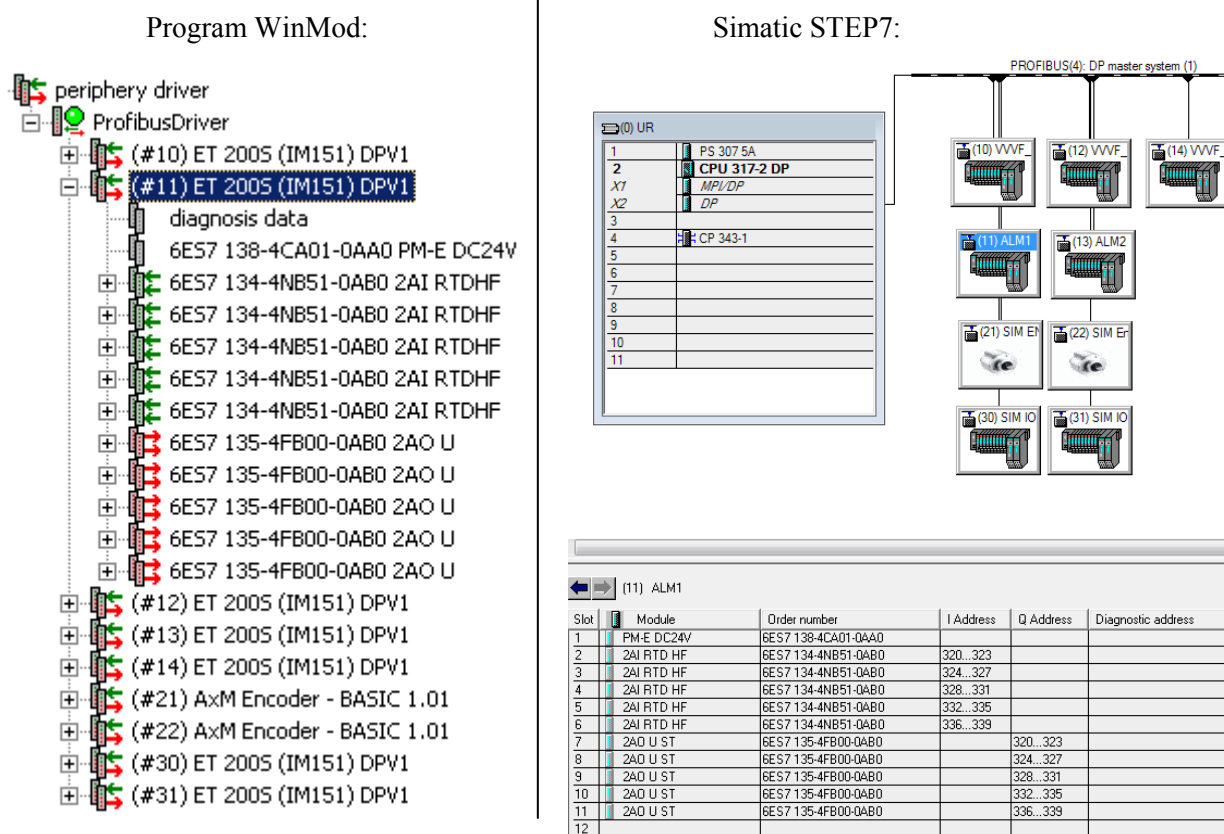 Program WinMod:
periphery driver
ProfibusDriver
(#10) ET 200S (IM151) DPV1
(#11) ET 200S (IM151) DPV1
diagnosis data
6ES7 138-4CA01-0AA0 PM-E DC24V
6ES7 134-4NB51-0AB0 2AI RTDHF
6ES7 134-4NB51-0AB0 2AI RTDHF
6ES7 134-4NB51-0AB0 2AI RTDHF
6ES7 134-4NB51-0AB0 2AI RTDHF
6ES7 134-4NB51-0AB0 2AI RTDHF
6ES7 135-4FB00-0AB0 2AO U
6ES7 135-4FB00-0AB0 2AO U
6ES7 135-4FB00-0AB0 2AO U
6ES7 135-4FB00-0AB0 2AO U
6ES7 135-4FB00-0AB0 2AO U
(#12) ET 200S (IM151) DPV1
(#13) ET 200S (IM151) DPV1
(#14) ET 200S (IM151) DPV1
(#21) AxM Encoder - BASIC 1.01
(#22) AxM Encoder - BASIC 1.01
(#30) ET 200S (IM151) DPV1
(#31) ET 200S (IM151) DPV1
Simatic STEP7:
PROFIBUS(4): DP master system (1)
(0) UR
1 PS 307 5A
2 CPU 317-2 DP
X1 MPI/DP
X2 DP
3
4 CP 343-1
5
6
7
8
9
10
11
(10) VVVF_ (12) VVVF_ (14) VVVF_
(11) ALM1 (13) ALM2
(21) SIM EN (22) SIM Er
(30) SIM IO (31) SIM IO
(11) ALM1
Slot Module Order number I Address Q Address Diagnostic address
1 PM-E DC24V 6ES7 138-4CA01-0AA0
2 2AI RTD HF 6ES7 134-4NB51-0AB0 320...323
3 2AI RTD HF 6ES7 134-4NB51-0AB0 324...327
4 2AI RTD HF 6ES7 134-4NB51-0AB0 328...331
5 2AI RTD HF 6ES7 134-4NB51-0AB0 332...335
6 2AI RTD HF 6ES7 134-4NB51-0AB0 336...339
7 2AO U ST 6ES7 135-4FB00-0AB0 320...323
8 2AO U ST 6ES7 135-4FB00-0AB0 324...327
9 2AO U ST 6ES7 135-4FB00-0AB0 328...331
10 2AO U ST 6ES7 135-4FB00-0AB0 332...335
11 2AO U ST 6ES7 135-4FB00-0AB0 336...339
12